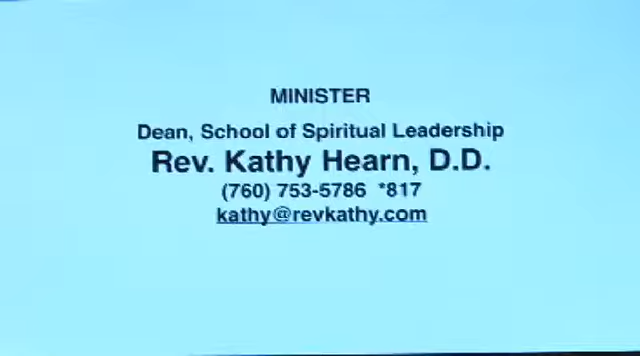 MINISTER
Dean, School of Spiritual Leadership
Rev. Kathy Hearn, D.D.
(760) 753-5786 *817
kathy@revkathy.com